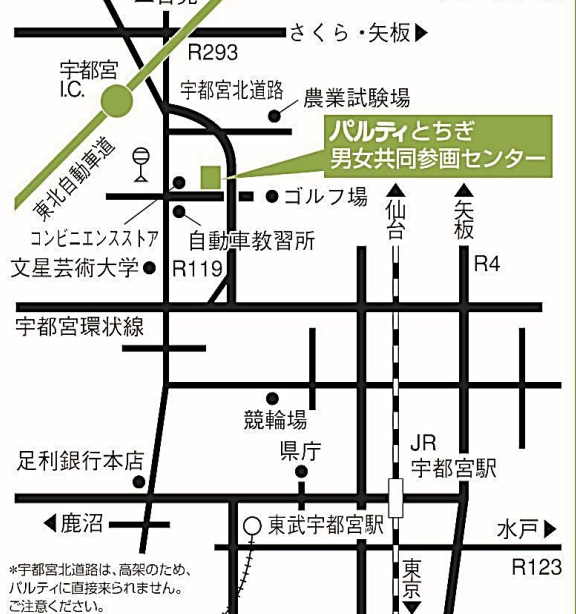 さくら・矢板▶
R293
宇都宮
I.C.
宇都宮北道路
農業試験場
東北自動車道
パルティとちぎ
男女共同参画センター
ゴルフ場
▲仙台
▲矢板
コンビニエンスストア
自動車教習所
文星芸術大学
R119
R4
宇都宮環状線
競輪場
足利銀行本店
県庁
JR
宇都宮駅
◀鹿沼
東武宇都宮駅
水戸▶
R123
*宇都宮北道路は、高架のため、
パルティに直接来られません。
ご注意ください。
東京▼